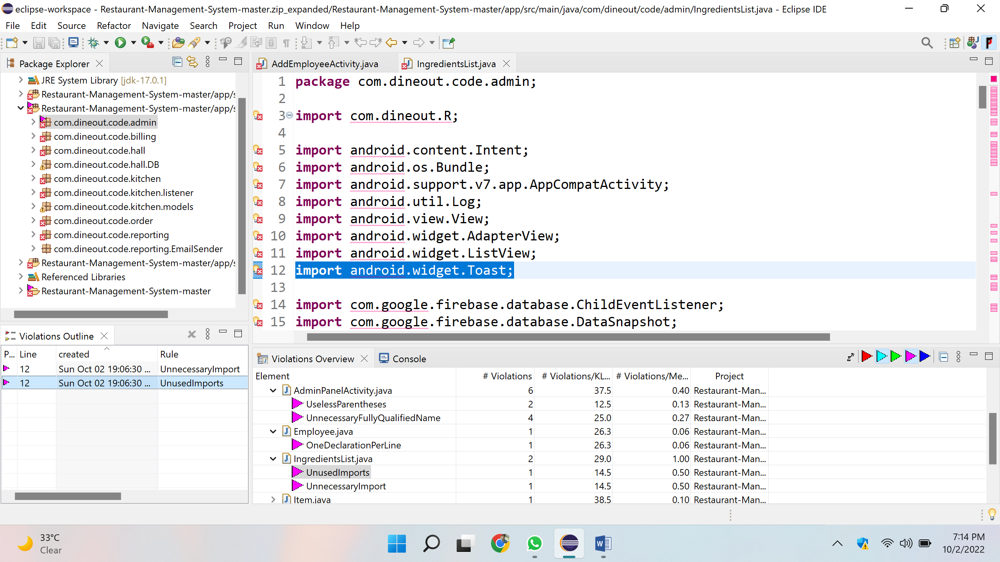 eclipse-workspace - Restaurant-Management-System-master.zip_expanded/Restaurant-Management-System-master/app/src/main/java/com/dineout/code/admin/IngredientsList.java - Eclipse IDE
File Edit Source Refactor Navigate Search Project Run Window Help
Package Explorer
JRE System Library [jdk-17.0.1]
Restaurant-Management-System-master/app/s
Restaurant-Management-System-master/app/s
com.dineout.code.admin
com.dineout.code.billing
com.dineout.code.hall
com.dineout.code.hall.DB
com.dineout.code.kitchen
com.dineout.code.kitchen.listener
com.dineout.code.kitchen.models
com.dineout.code.order
com.dineout.code.reporting
com.dineout.code.reporting.EmailSender
Restaurant-Management-System-master/app/s
Referenced Libraries
Restaurant-Management-System-master
AddEmployeeActivity.java IngredientsList.java
1 package com.dineout.code.admin;
2
3 import com.dineout.R;
4
5 import android.content.Intent;
6 import android.os.Bundle;
7 import android.support.v7.app.AppCompatActivity;
8 import android.util.Log;
9 import android.view.View;
10 import android.widget.AdapterView;
11 import android.widget.ListView;
12 import android.widget.Toast;
13
14 import com.google.firebase.database.ChildEventListener;
15 import com.google.firebase.database.DataSnapshot;
Violations Outline
P... Line created Rule
12 Sun Oct 02 19:06:30 ... UnnecessaryImport
12 Sun Oct 02 19:06:30 ... UnusedImports
Violations Overview Console
Element # Violations # Violations/KL... # Violations/Me... Project
AdminPanelActivity.java 6 37.5 0.40 Restaurant-Man...
UselessParentheses 2 12.5 0.13 Restaurant-Man...
UnnecessaryFullyQualifiedName 4 25.0 0.27 Restaurant-Man...
Employee.java 1 26.3 0.06 Restaurant-Man...
OneDeclarationPerLine 1 26.3 0.06 Restaurant-Man...
IngredientsList.java 2 29.0 1.00 Restaurant-Man...
UnusedImports 1 14.5 0.50 Restaurant-Man...
UnnecessaryImport 1 14.5 0.50 Restaurant-Man...
Item.java 1 38.5 0.10 Restaurant-Man...
33°C
Clear
7:14 PM
10/2/2022